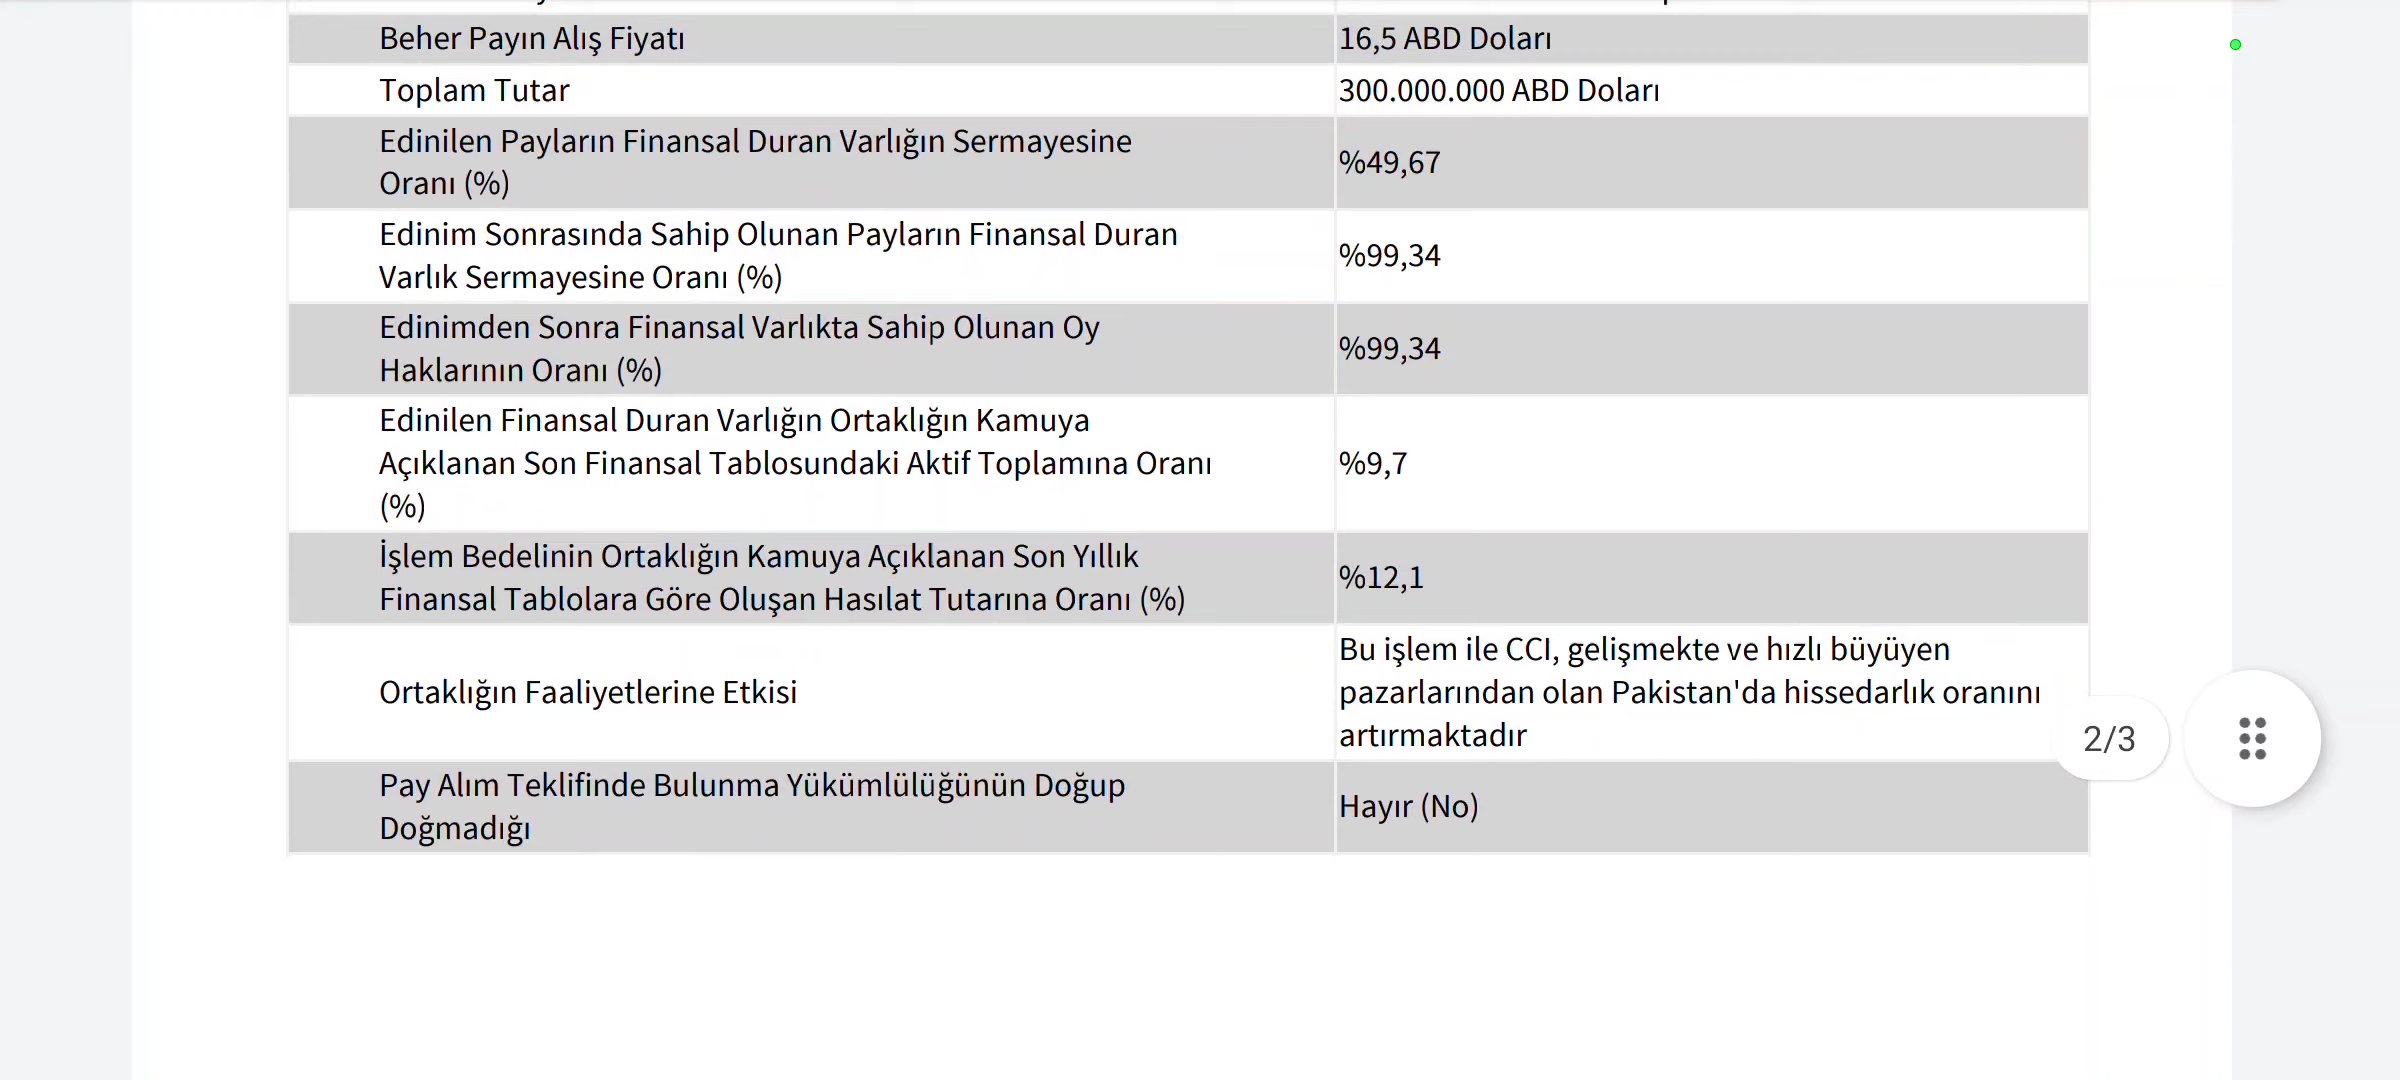 Beher Payın Alış Fiyatı
16,5 ABD Doları
Toplam Tutar
300.000.000 ABD Doları
Edinilen Payların Finansal Duran Varlığın Sermayesine
Oranı (%)
%49,67
Edinim Sonrasında Sahip Olunan Payların Finansal Duran
Varlık Sermayesine Oranı (%)
%99,34
Edinimden Sonra Finansal Varlıkta Sahip Olunan Oy
Haklarının Oranı (%)
%99,34
Edinilen Finansal Duran Varlığın Ortaklığın Kamuya
Açıklanan Son Finansal Tablosundaki Aktif Toplamına Oranı
(%)
%9,7
İşlem Bedelinin Ortaklığın Kamuya Açıklanan Son Yıllık
Finansal Tablolara Göre Oluşan Hasılat Tutarına Oranı (%)
%12,1
Ortaklığın Faaliyetlerine Etkisi
Bu işlem ile CCI, gelişmekte ve hızlı büyüyen
pazarlarından olan Pakistan'da hissedarlık oranını
artırmaktadır
2/3
Pay Alım Teklifinde Bulunma Yükümlülüğünün Doğup
Doğmadığı
Hayır (No)